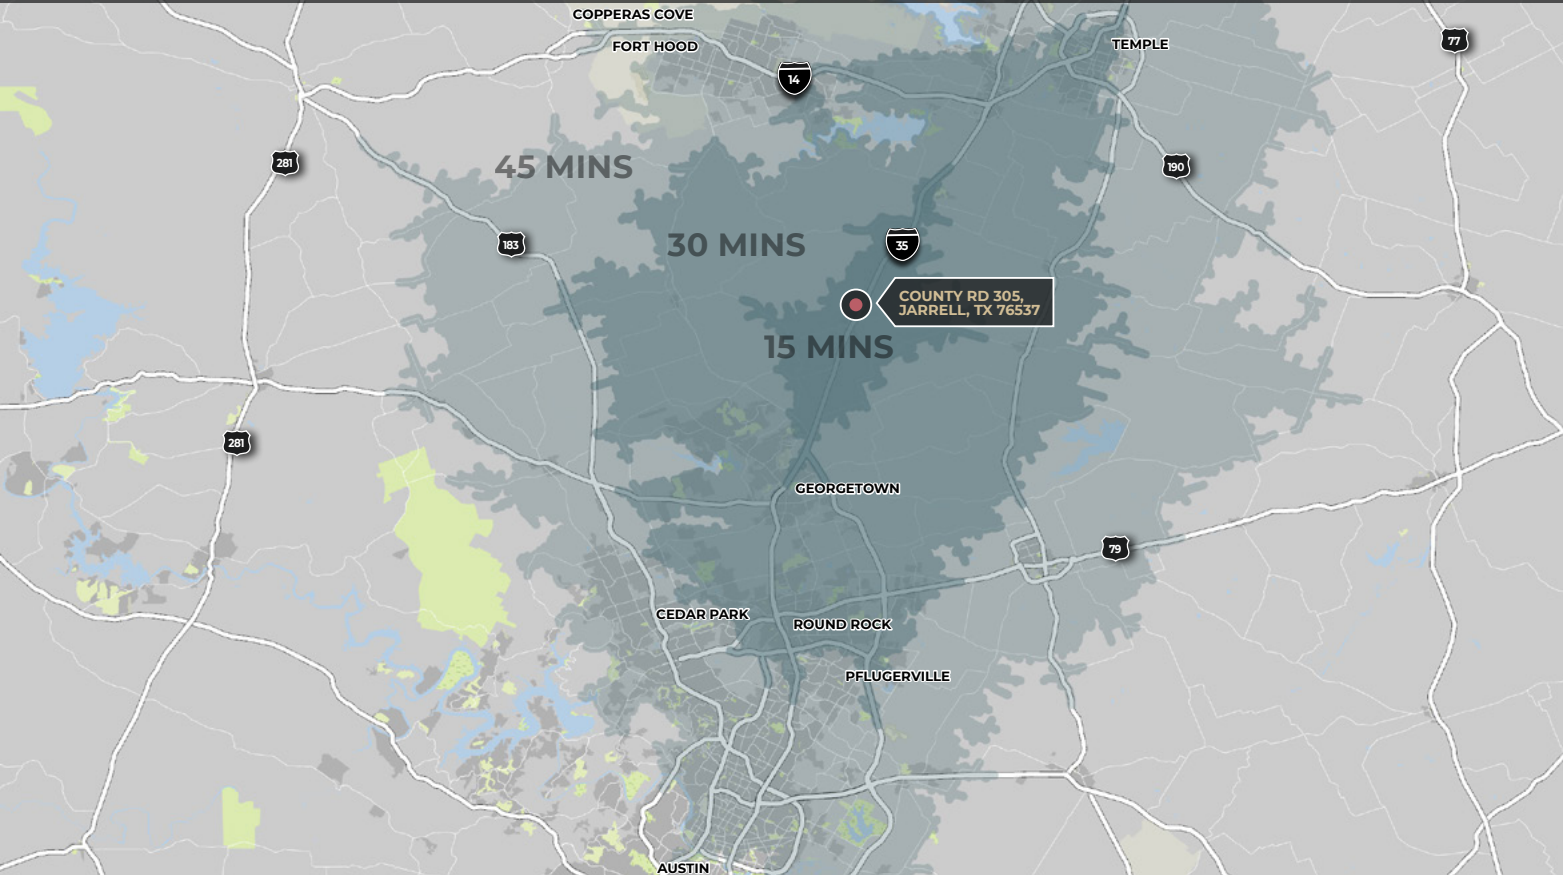 COPPERAS COVE
FORT HOOD
TEMPLE
77
14
281
190
45 MINS
183
30 MINS
35
COUNTY RD 305,
JARRELL, TX 76537
15 MINS
281
GEORGETOWN
79
CEDAR PARK
ROUND ROCK
PFLUGERVILLE
AUSTIN